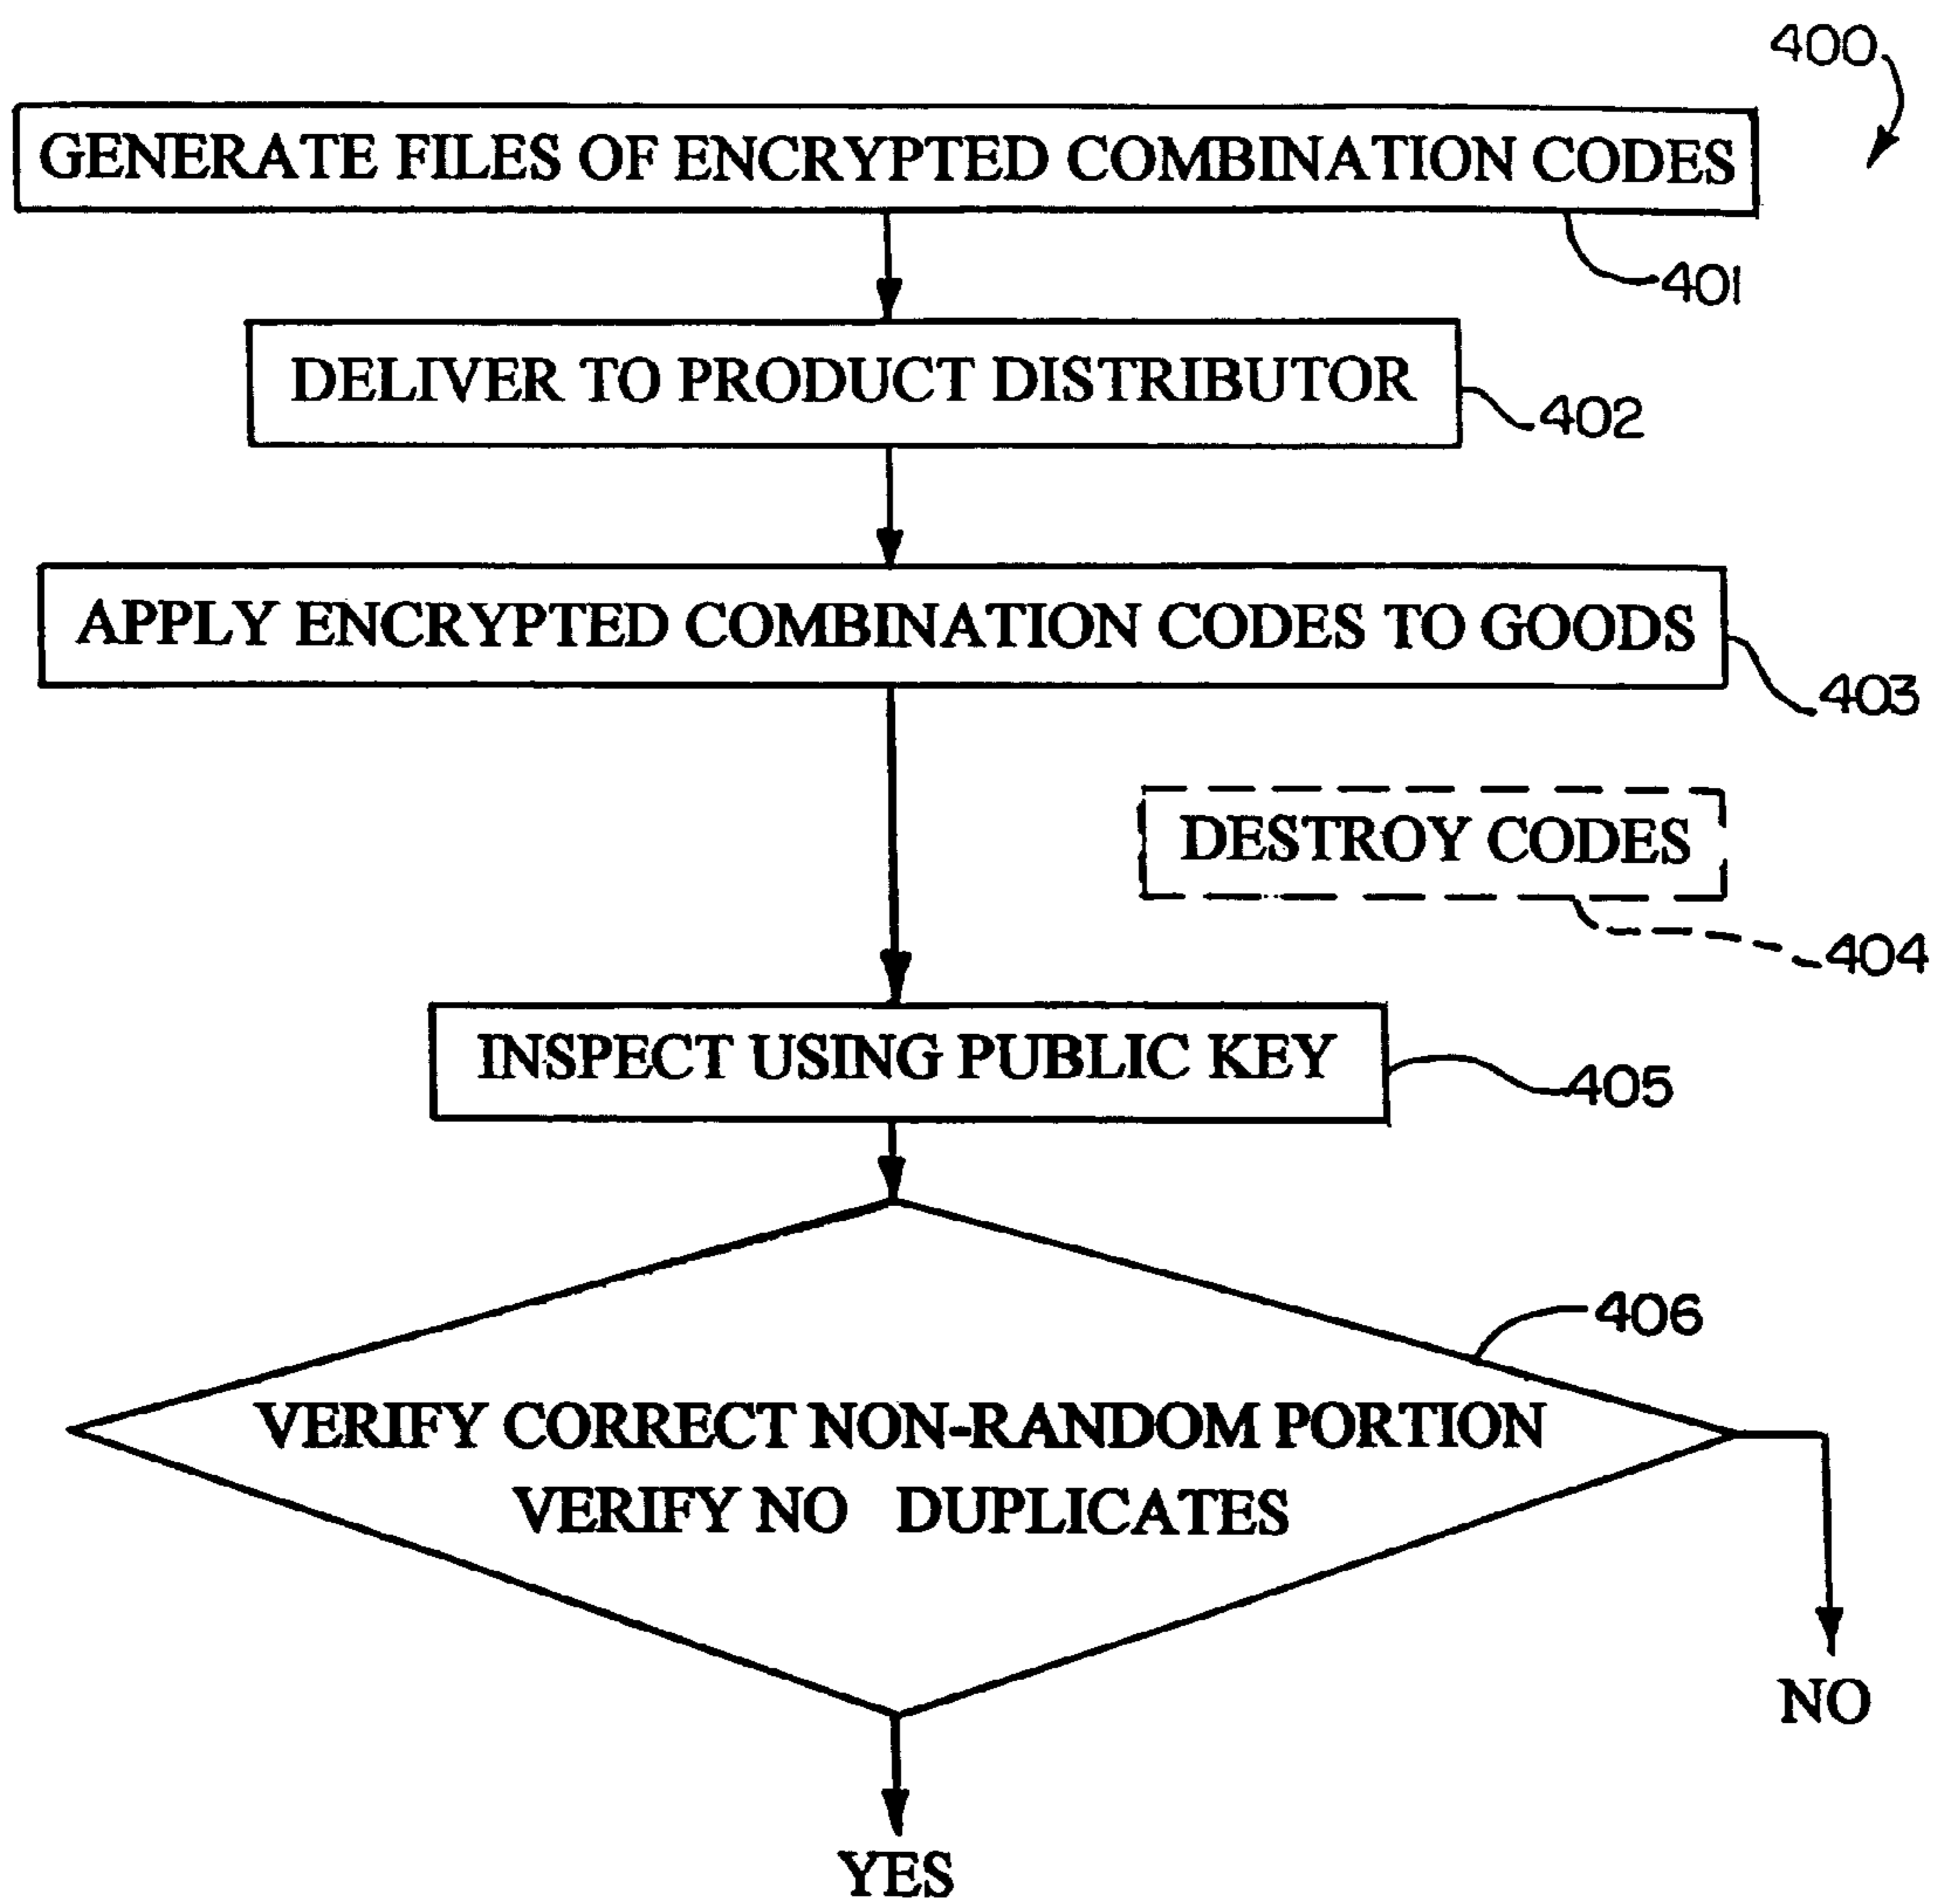 400
GENERATE FILES OF ENCRYPTED COMBINATION CODES
401
DELIVER TO PRODUCT DISTRIBUTOR
402
APPLY ENCRYPTED COMBINATION CODES TO GOODS
403
DESTROY CODES
404
INSPECT USING PUBLIC KEY
405
406
VERIFY CORRECT NON-RANDOM PORTION
VERIFY NO DUPLICATES
NO
YES